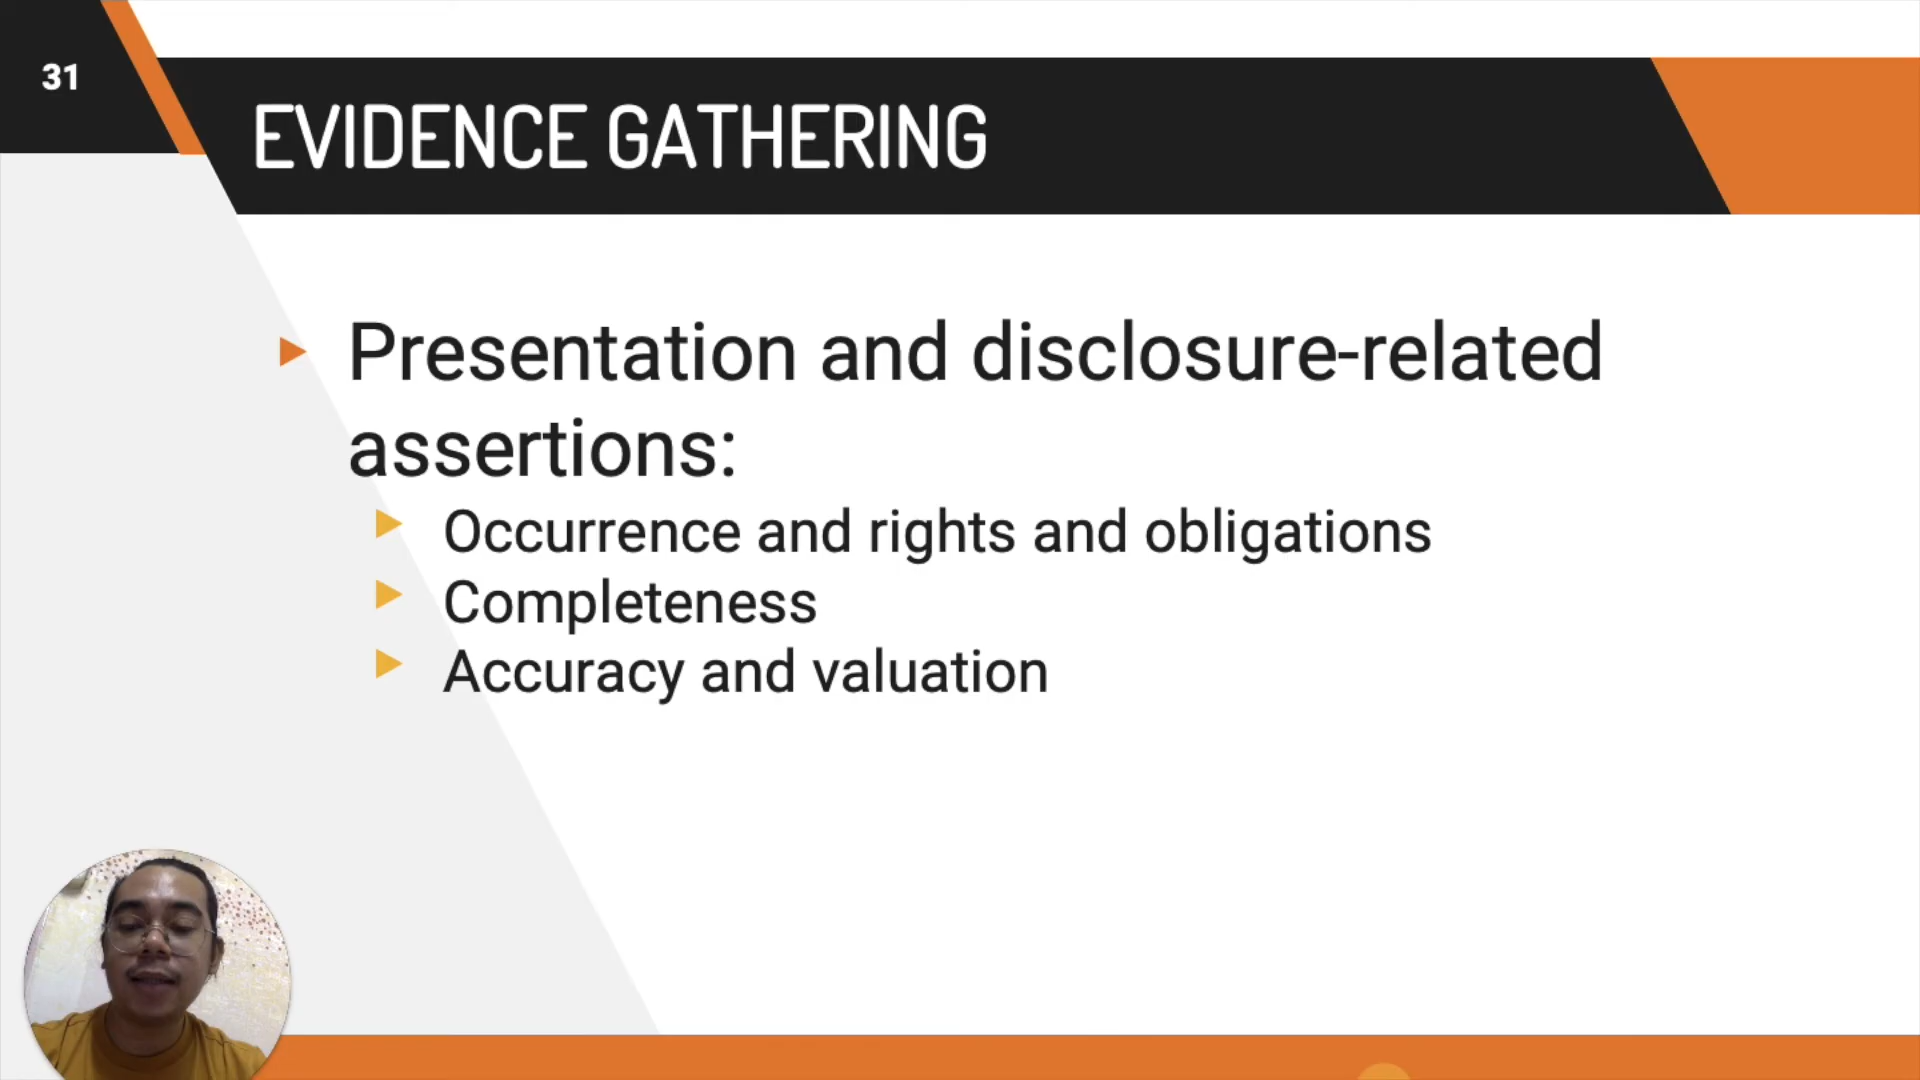 31
EVIDENCE GATHERING
Presentation and disclosure-related
assertions:
Occurrence and rights and obligations
Completeness
Accuracy and valuation